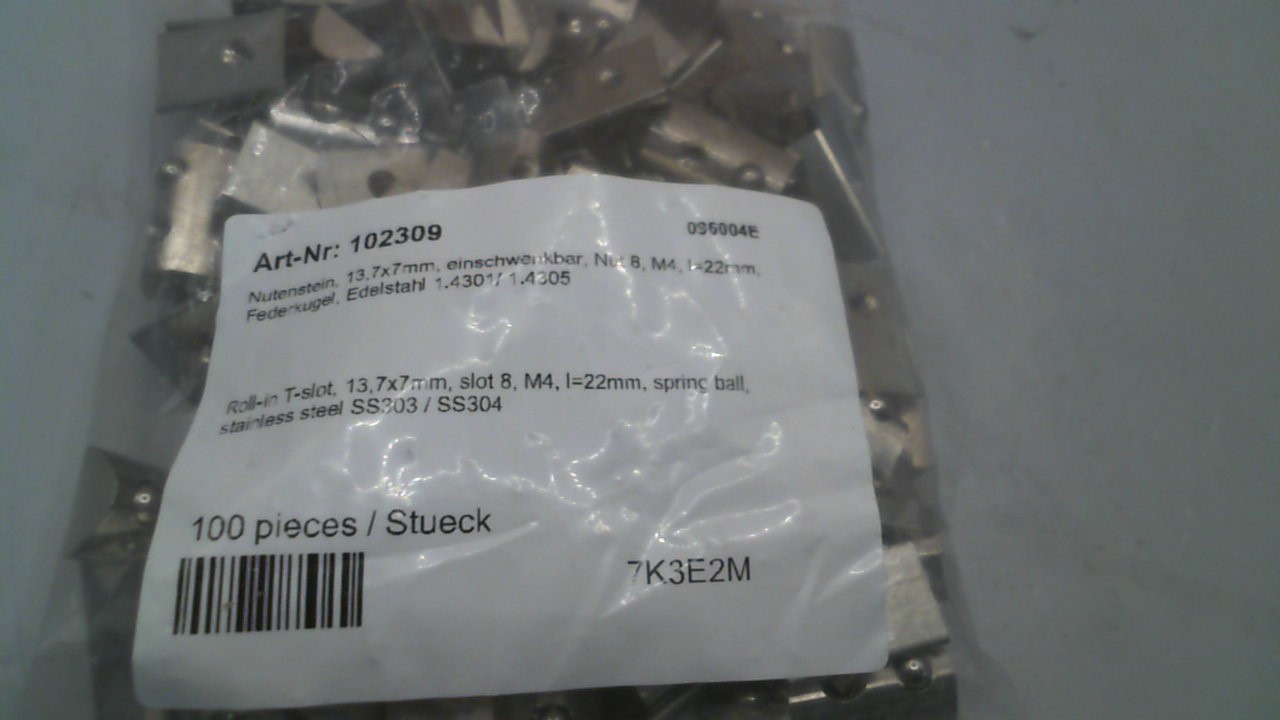 Art-Nr: 102309
096004E
Nutenstein, 13,7x7mm, einschwenkbar, Nut 8, M4, l=22mm,
Federkugel, Edelstahl 1.4301/ 1.4305
Roll-in T-slot, 13,7x7mm, slot 8, M4, l=22mm, spring ball,
stainless steel SS303 / SS304
100 pieces / Stueck
7K3E2M